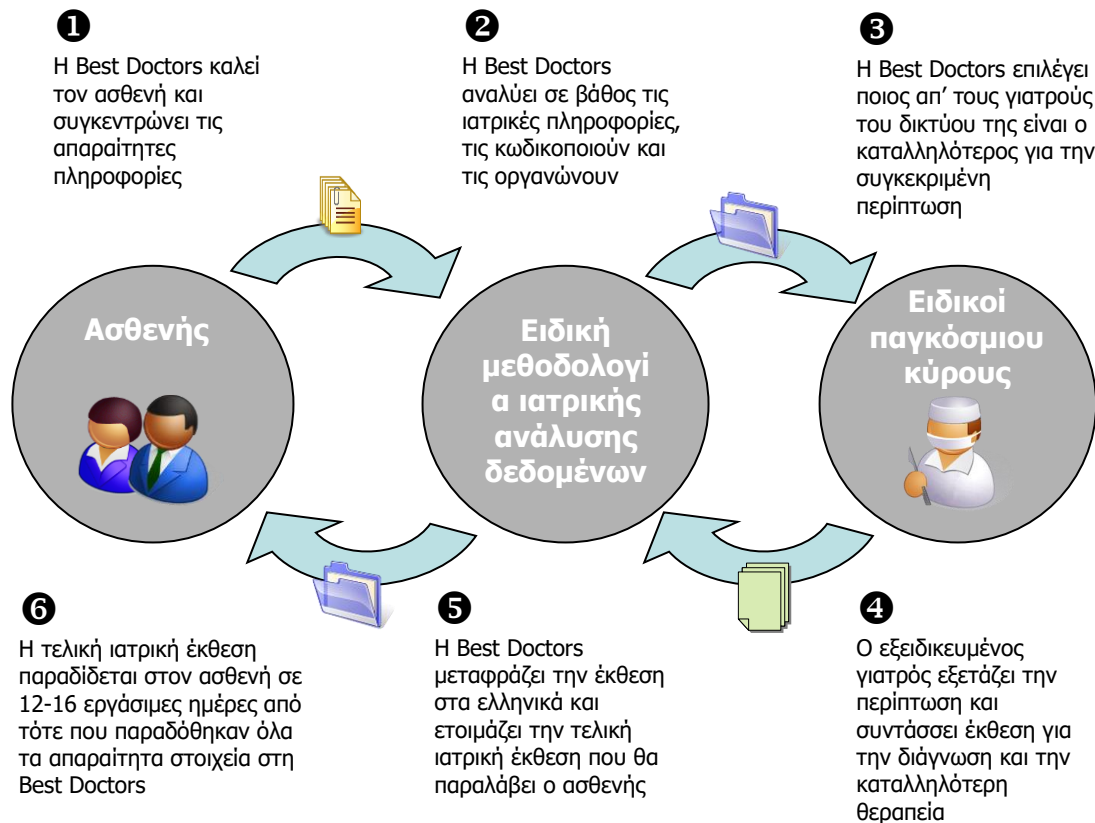 ❶
Η Best Doctors καλεί
τον ασθενή και
συγκεντρώνει τις
απαραίτητες
πληροφορίες
❷
Η Best Doctors
αναλύει σε βάθος τις
ιατρικές πληροφορίες,
τις κωδικοποιούν και
τις οργανώνουν
❸
Η Best Doctors επιλέγει
ποιος απ’ τους γιατρούς
του δικτύου της είναι ο
καταλληλότερος για την
συγκεκριμένη
περίπτωση
Ασθενής
Ειδική
μεθοδολογί
α ιατρικής
ανάλυσης
δεδομένων
Ειδικοί
παγκόσμιου
κύρους
❻
Η τελική ιατρική έκθεση
παραδίδεται στον ασθενή σε
12-16 εργάσιμες ημέρες από
τότε που παραδόθηκαν όλα
τα απαραίτητα στοιχεία στη
Best Doctors
❺
Η Best Doctors
μεταφράζει την έκθεση
στα ελληνικά και
ετοιμάζει την τελική
ιατρική έκθεση που θα
παραλάβει ο ασθενής
❹
Ο εξειδικευμένος
γιατρός εξετάζει την
περίπτωση και
συντάσσει έκθεση για
την διάγνωση και την
καταλληλότερη
θεραπεία